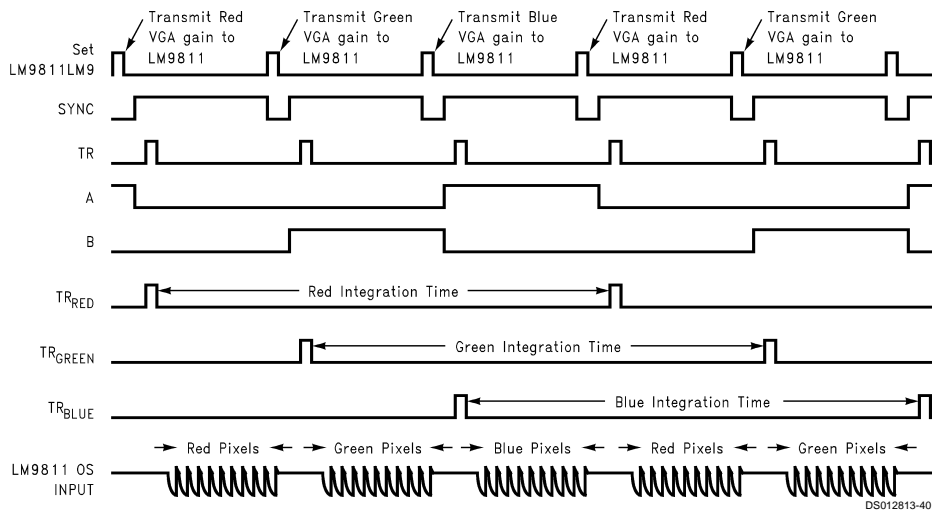 Transmit Red
VGA gain to
LM9811
Transmit Green
VGA gain to
LM9811
Transmit Blue
VGA gain to
LM9811
Transmit Red
VGA gain to
LM9811
Transmit Green
VGA gain to
LM9811
Set
LM9811LM9
SYNC
TR
A
B
TRRED
Red Integration Time
TRGREEN
Green Integration Time
TRBLUE
Blue Integration Time
Red Pixels
Green Pixels
Blue Pixels
Red Pixels
Green Pixels
LM9811 OS
INPUT
DS012813-40